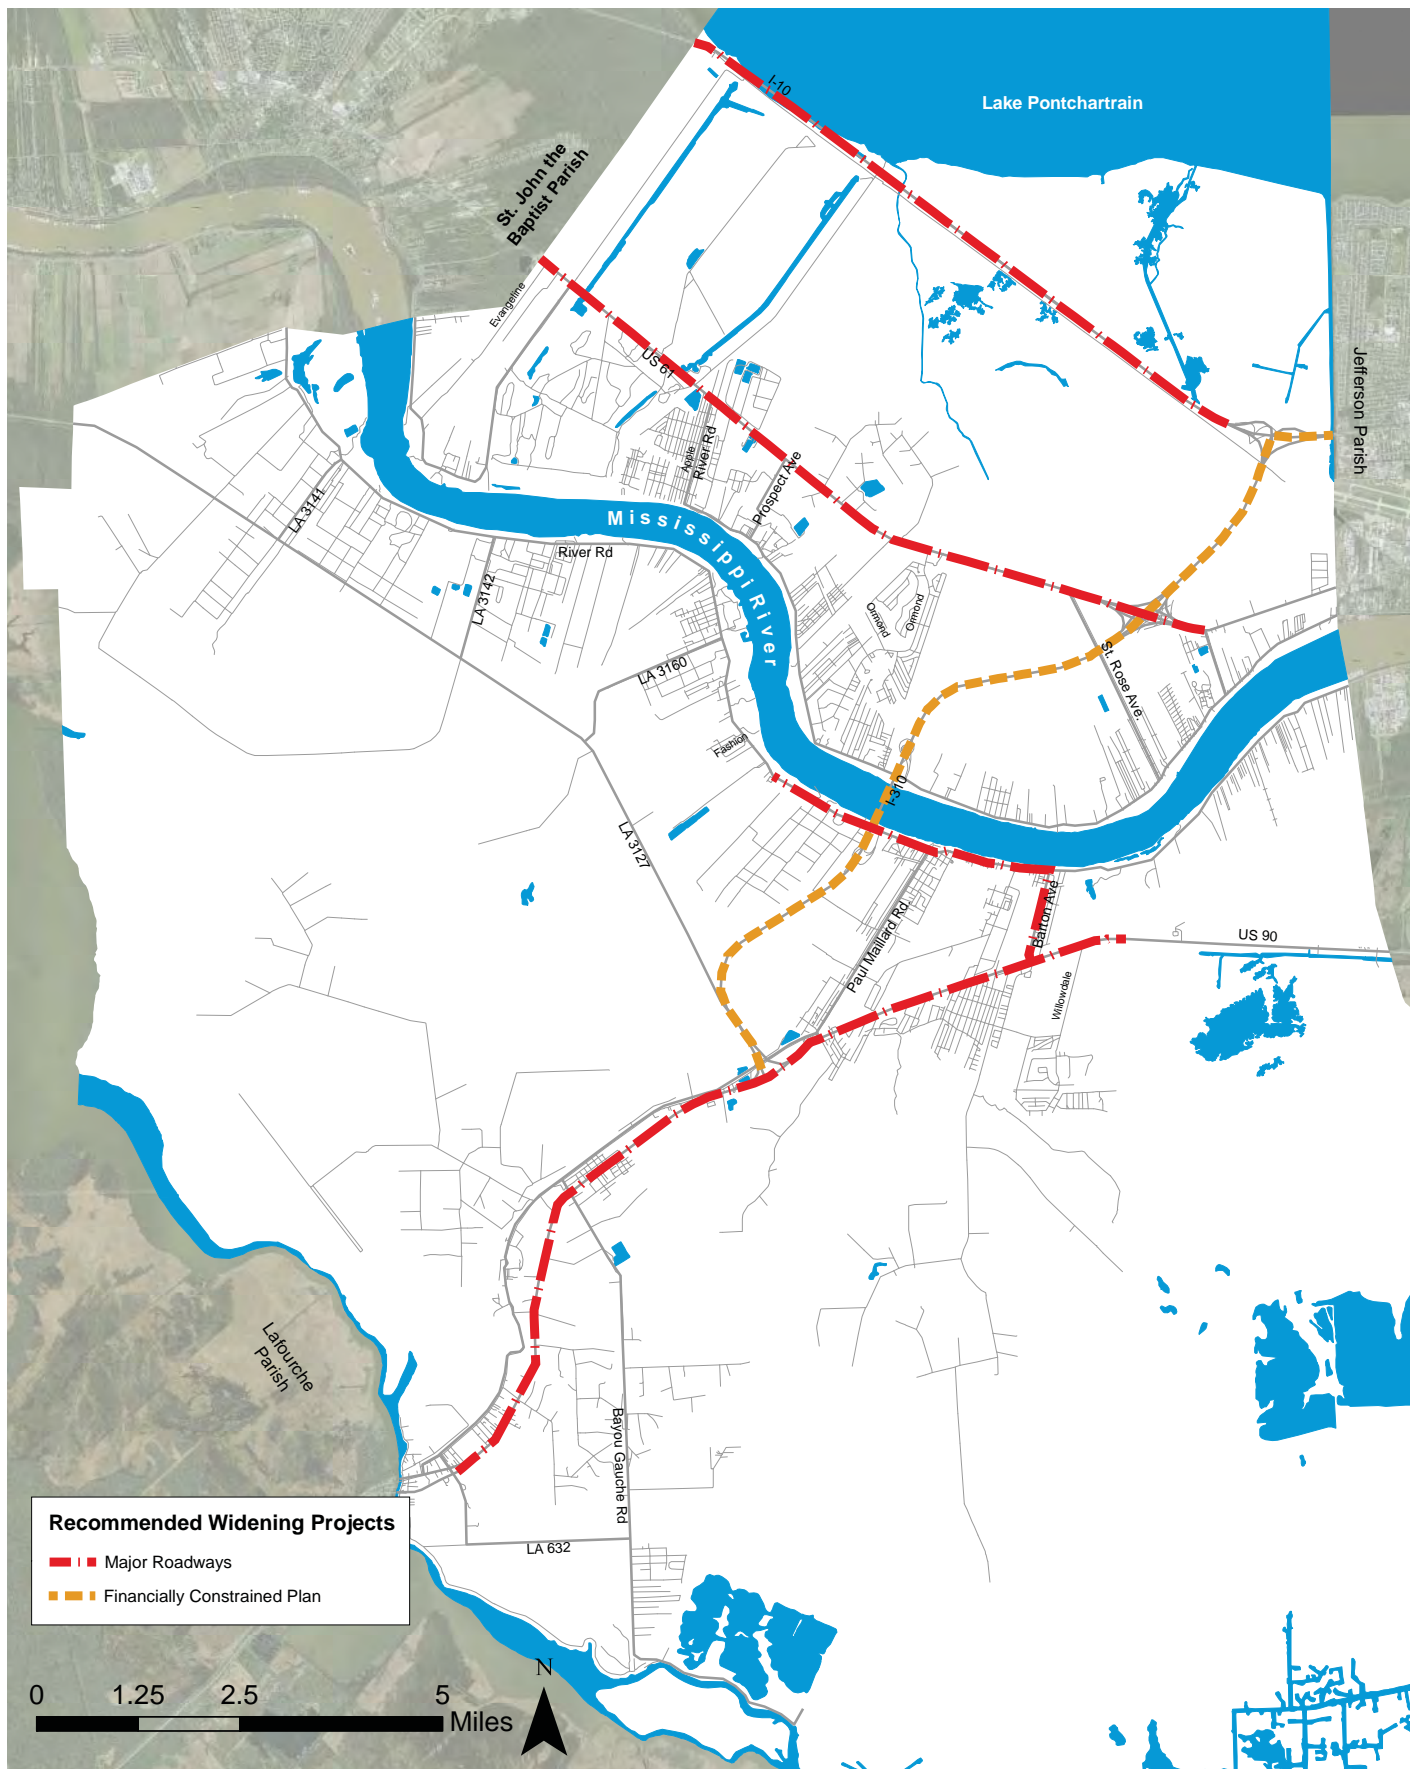 I-10
Lake Pontchartrain
St. John the
Baptist Parish
Evangeline
US 61
Jefferson Parish
Apple
River Rd
Prospect Ave
LA 3141
Mississippi River
River Rd
LA 3142
Ormond
Ormond
LA 3160
St. Rose Ave.
Fashion
I-310
LA 3127
Paul Maillard Rd.
Barton Ave
US 90
Willowdale
Lafourche
Parish
Bayou Gauche Rd
LA 632
Recommended Widening Projects
Major Roadways
Financially Constrained Plan
N
0 1.25 2.5 5
Miles